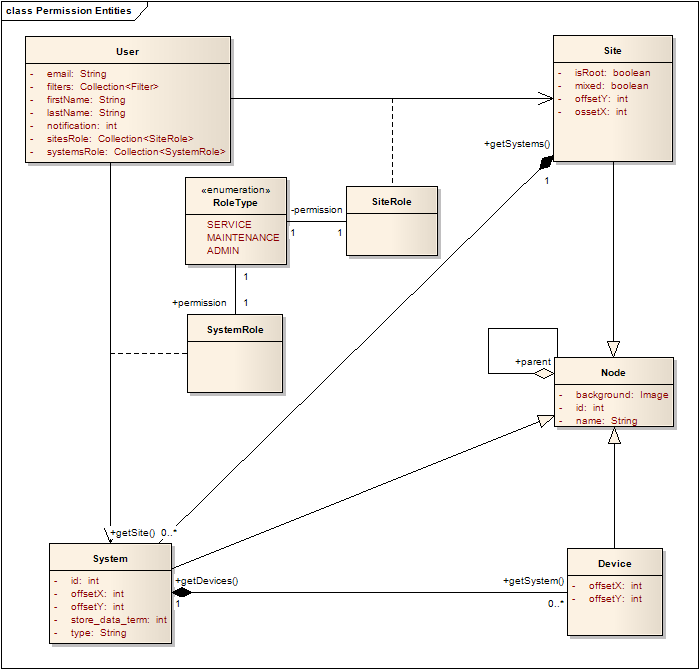 class Permission Entities
User
- email: String
- filters: Collection<Filter>
- firstName: String
- lastName: String
- notification: int
- sitesRole: Collection<SiteRole>
- systemsRole: Collection<SystemRole>
Site
- isRoot: boolean
- mixed: boolean
- offsetY: int
- ossetX: int
+getSystems()
1
«enumeration»
RoleType
SERVICE
MAINTENANCE
ADMIN
-permission
1
1
SiteRole
1
+permission
1
SystemRole
+parent
Node
- background: Image
- id: int
- name: String
+getSite()
0..*
System
- id: int
- offsetX: int
- offsetY: int
- store_data_term: int
- type: String
+getDevices()
1
+getSystem()
0..*
Device
- offsetX: int
- offsetY: int